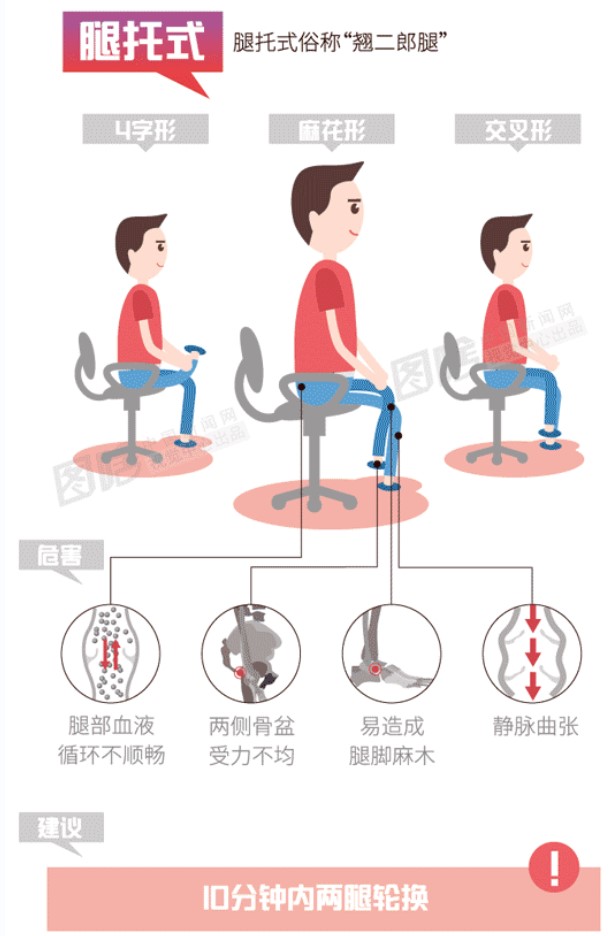 腿托式
腿托式俗称“翘二郎腿”
4字形
麻花形
交叉形
危害
腿部血液
循环不顺畅
两侧骨盆
受力不均
易造成
腿脚麻木
静脉曲张
建议
10分钟内两腿轮换
!